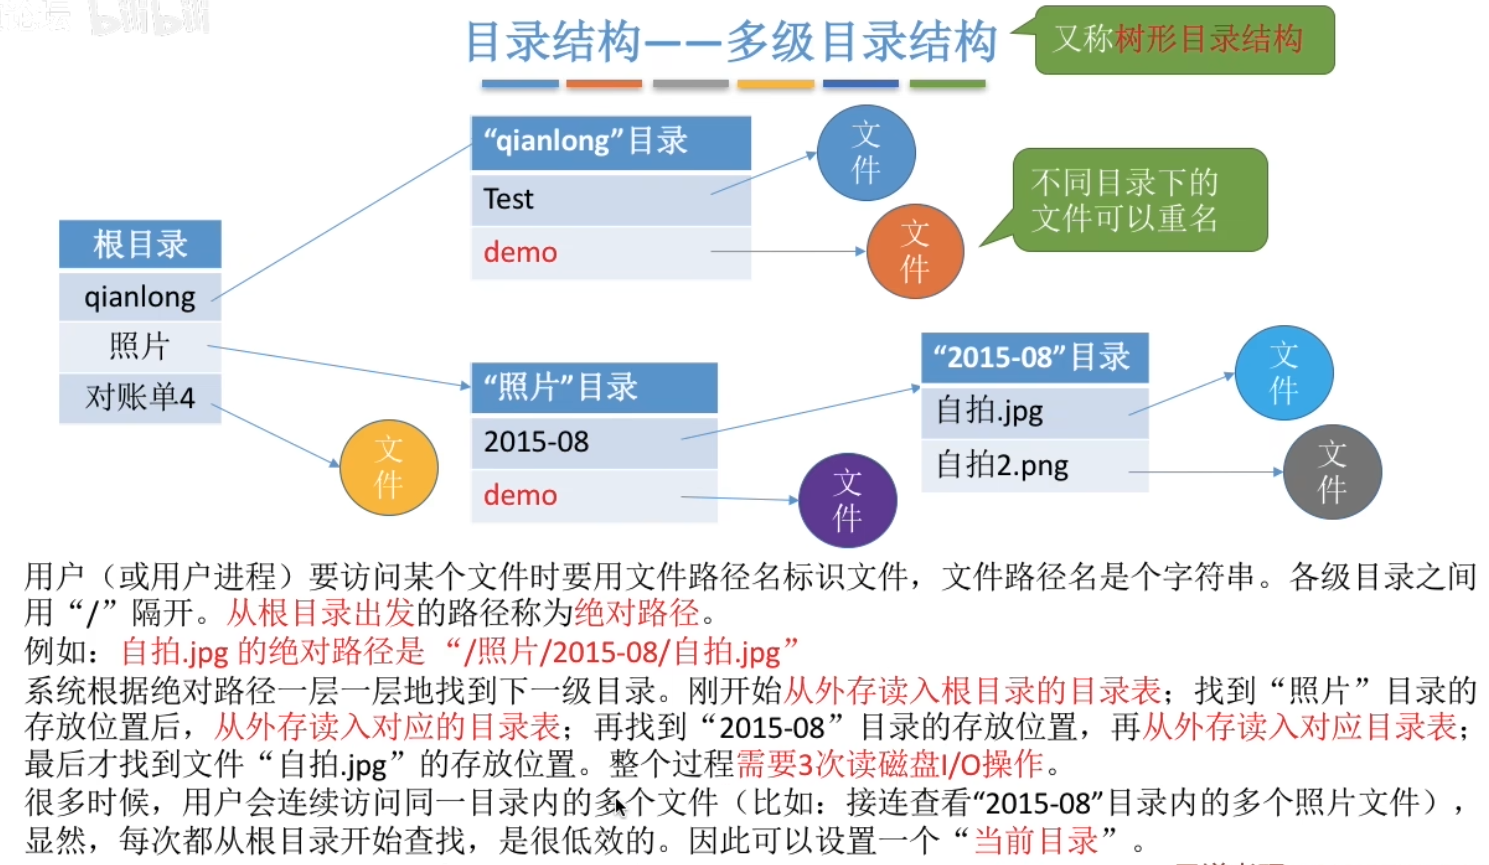 目录结构——多级目录结构
又称树形目录结构
“qianlong”目录
Test
demo
文
件
文
件
不同目录下的
文件可以重名
根目录
qianlong
照片
对账单4
文
件
“照片”目录
2015-08
demo
文
件
“2015-08”目录
自拍.jpg
自拍2.png
文
件
文
件
用户（或用户进程）要访问某个文件时要用文件路径名标识文件，文件路径名是个字符串。各级目录之间
用“/”隔开。从根目录出发的路径称为绝对路径。
例如：自拍.jpg 的绝对路径是 “/照片/2015-08/自拍.jpg”
系统根据绝对路径一层一层地找到下一级目录。刚开始从外存读入根目录的目录表；找到“照片”目录的
存放位置后，从外存读入对应的目录表；再找到“2015-08”目录的存放位置，再从外存读入对应目录表；
最后才找到文件“自拍.jpg”的存放位置。整个过程需要3次读磁盘I/O操作。
很多时候，用户会连续访问同一目录内的多个文件（比如：接连查看“2015-08”目录内的多个照片文件），
显然，每次都从根目录开始查找，是很低效的。因此可以设置一个“当前目录”。